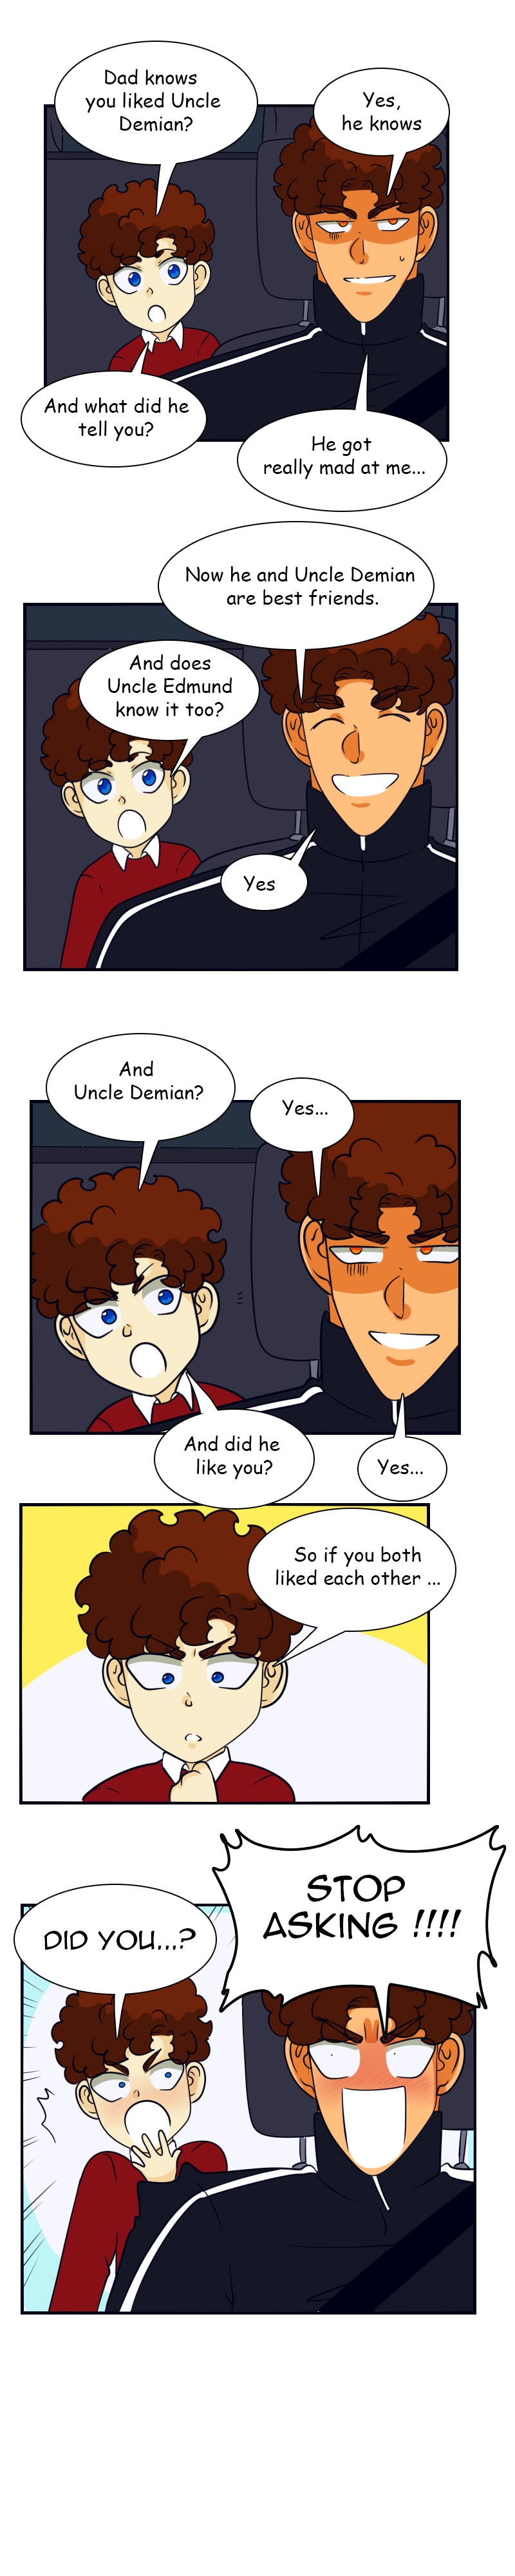 Dad knows
you liked Uncle
Demian?
Yes,
he knows
And what did he
tell you?
He got
really mad at me...
Now he and Uncle Demian
are best friends.
And does
Uncle Edmund
know it too?
Yes
And
Uncle Demian?
Yes...
And did he
like you?
Yes...
So if you both
liked each other ...
DID YOU...?
STOP
ASKING !!!!